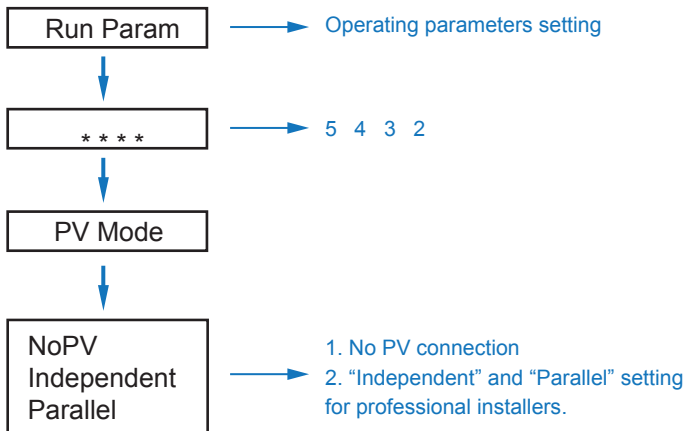 Run Param
Operating parameters setting
* * * *
5 4 3 2
PV Mode
NoPV
Independent
Parallel
1. No PV connection
2. “Independent” and “Parallel” setting
for professional installers.